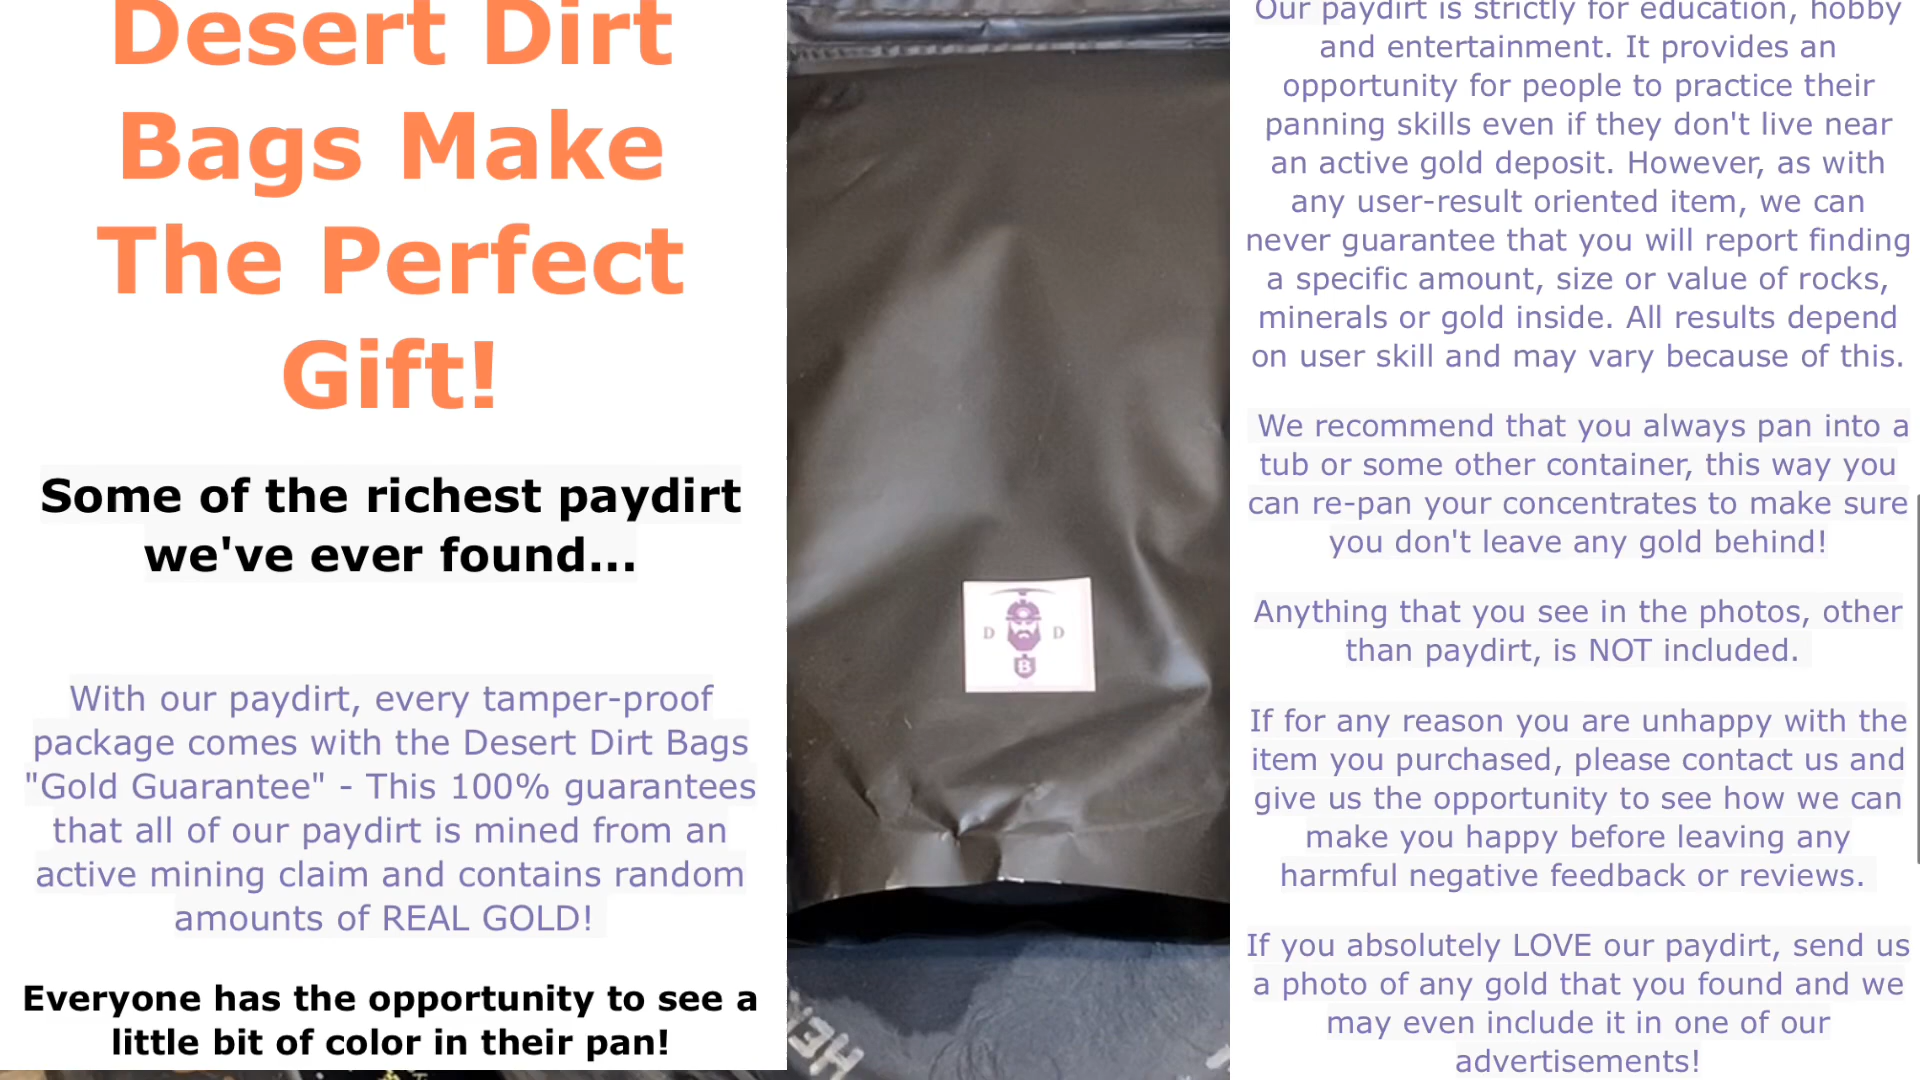 Desert Dirt
Bags Make
The Perfect
Gift!
Some of the richest paydirt
we've ever found...
With our paydirt, every tamper-proof
package comes with the Desert Dirt Bags
"Gold Guarantee" - This 100% guarantees
that all of our paydirt is mined from an
active mining claim and contains random
amounts of REAL GOLD!
Everyone has the opportunity to see a
little bit of color in their pan!
D D
B
Our paydirt is strictly for education, hobby
and entertainment. It provides an
opportunity for people to practice their
panning skills even if they don't live near
an active gold deposit. However, as with
any user-result oriented item, we can
never guarantee that you will report finding
a specific amount, size or value of rocks,
minerals or gold inside. All results depend
on user skill and may vary because of this.
We recommend that you always pan into a
tub or some other container, this way you
can re-pan your concentrates to make sure
you don't leave any gold behind!
Anything that you see in the photos, other
than paydirt, is NOT included.
If for any reason you are unhappy with the
item you purchased, please contact us and
give us the opportunity to see how we can
make you happy before leaving any
harmful negative feedback or reviews.
If you absolutely LOVE our paydirt, send us
a photo of any gold that you found and we
may even include it in one of our
advertisements!